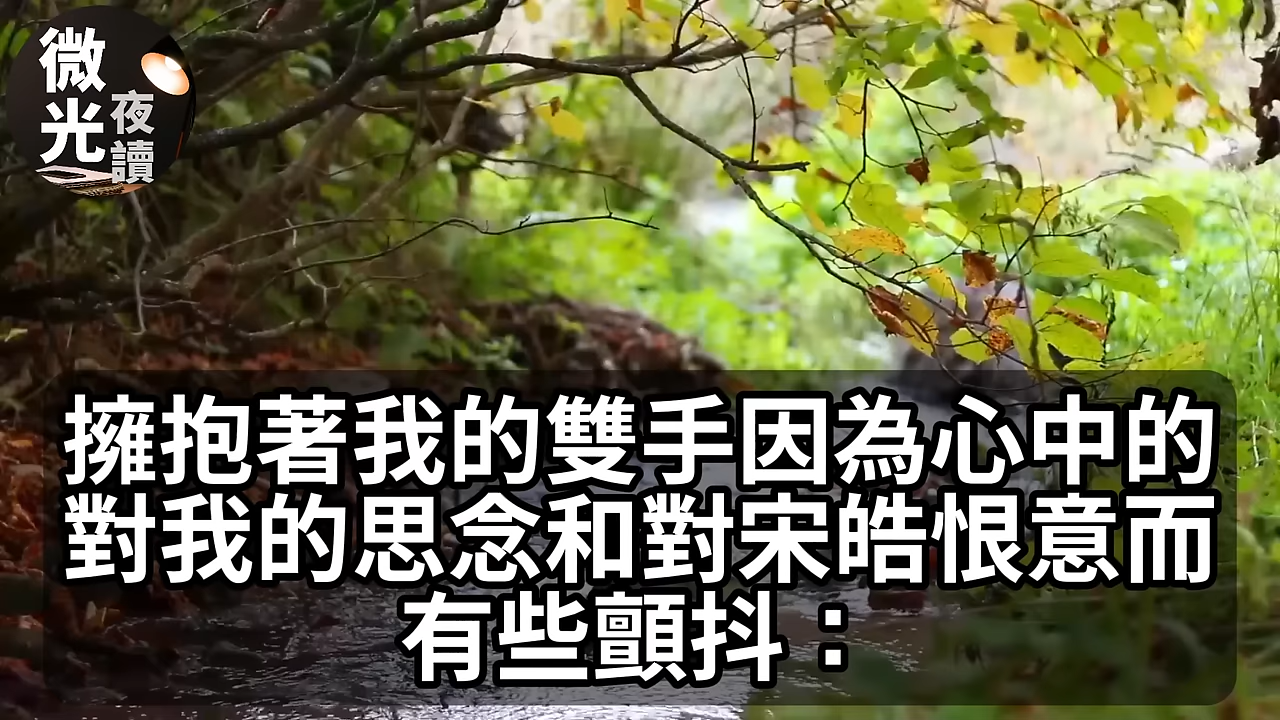 微光
夜讀
擁抱著我的雙手因為心中的
對我的思念和對宋皓恨意而
有些顫抖：